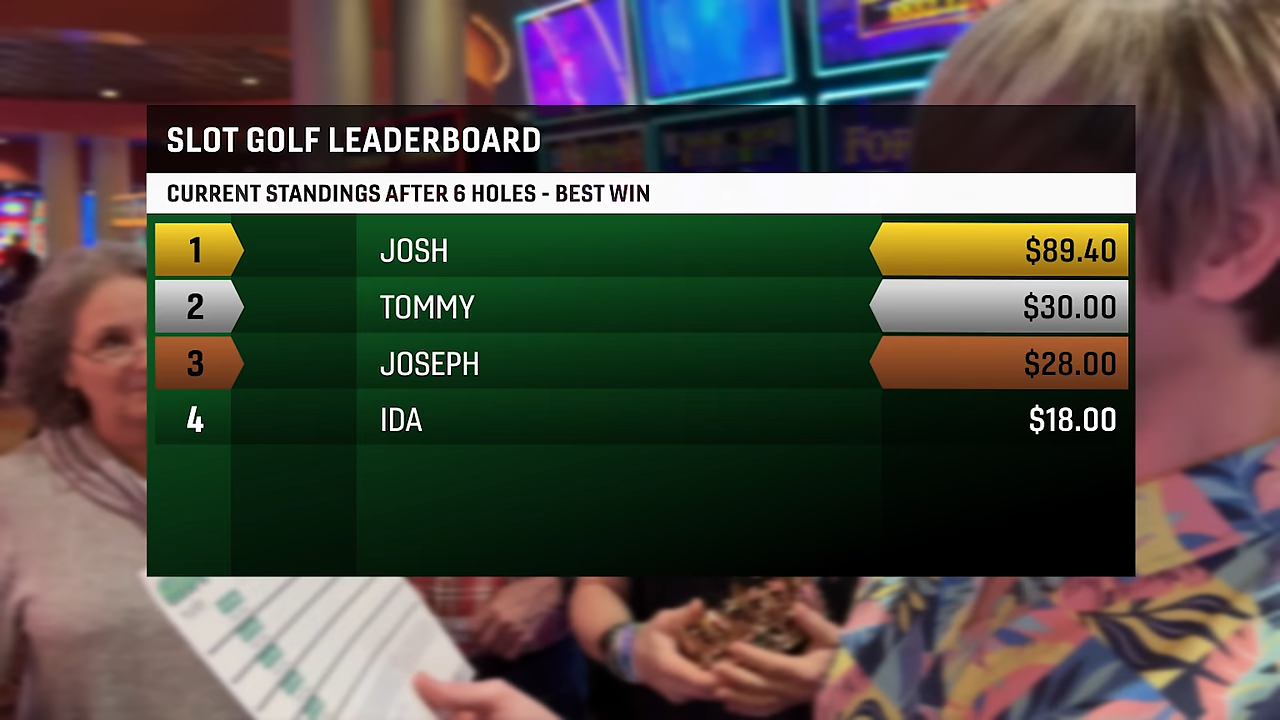 SLOT GOLF LEADERBOARD
CURRENT STANDINGS AFTER 6 HOLES - BEST WIN
1 JOSH $89.40
2 TOMMY $30.00
3 JOSEPH $28.00
4 IDA $18.00